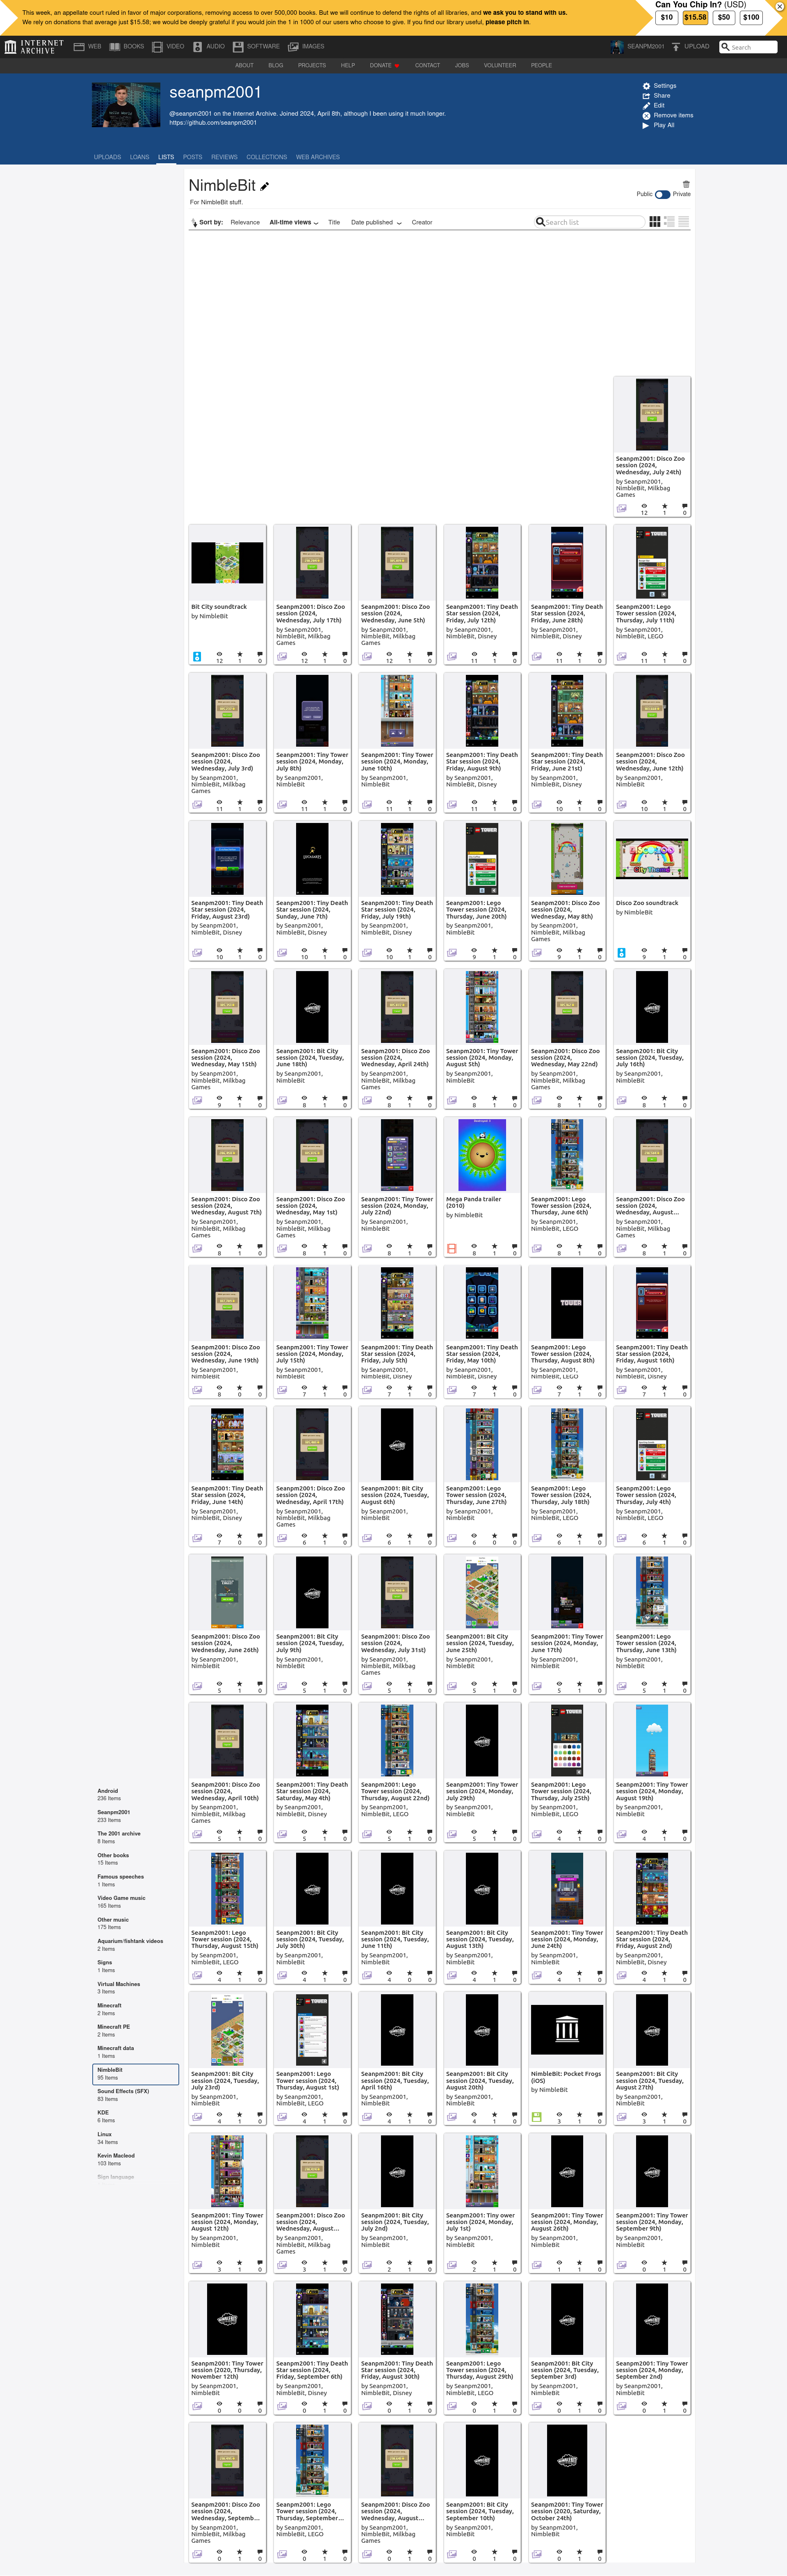 This week, an appellate court ruled in favor of major corporations, removing access to over 500,000 books. But we will continue to defend the rights of all libraries, and we ask you to stand with us.
We rely on donations that average just $15.58; we would be deeply grateful if you would join the 1 in 1000 of our users who choose to give. If you find our library useful, please pitch in.
Can You Chip In? (USD)
$10 $15.58 $50 $100
INTERNET ARCHIVE WEB BOOKS VIDEO AUDIO SOFTWARE IMAGES SEANPM2001 UPLOAD Search
ABOUT BLOG PROJECTS HELP DONATE CONTACT JOBS VOLUNTEER PEOPLE
seanpm2001
@seanpm2001 on the Internet Archive. Joined 2024, April 8th, although I been using it much longer.
https://github.com/seanpm2001
Settings
Share
Edit
Remove items
Play All
UPLOADS LOANS LISTS POSTS REVIEWS COLLECTIONS WEB ARCHIVES
NimbleBit
For NimbleBit stuff.
Public Private
Sort by: Relevance All-time views Title Date published Creator Search list
Seanpm2001: Disco Zoo session (2024, Wednesday, July 24th)
by Seanpm2001, NimbleBit, Milkbag Games
12 1 0
Bit City soundtrack
by NimbleBit
12 1 0
Seanpm2001: Disco Zoo session (2024, Wednesday, July 17th)
by Seanpm2001, NimbleBit, Milkbag Games
12 1 0
Seanpm2001: Disco Zoo session (2024, Wednesday, June 5th)
by Seanpm2001, NimbleBit, Milkbag Games
12 1 0
Seanpm2001: Tiny Death Star session (2024, Friday, July 12th)
by Seanpm2001, NimbleBit, Disney
11 1 0
Seanpm2001: Tiny Death Star session (2024, Friday, June 28th)
by Seanpm2001, NimbleBit, Disney
11 1 0
Seanpm2001: Lego Tower session (2024, Thursday, July 11th)
by Seanpm2001, NimbleBit, LEGO
11 1 0
Seanpm2001: Disco Zoo session (2024, Wednesday, July 3rd)
by Seanpm2001, NimbleBit, Milkbag Games
11 1 0
Seanpm2001: Tiny Tower session (2024, Monday, July 8th)
by Seanpm2001, NimbleBit
11 1 0
Seanpm2001: Tiny Tower session (2024, Monday, June 10th)
by Seanpm2001, NimbleBit
11 1 0
Seanpm2001: Tiny Death Star session (2024, Friday, August 9th)
by Seanpm2001, NimbleBit, Disney
11 1 0
Seanpm2001: Tiny Death Star session (2024, Friday, June 21st)
by Seanpm2001, NimbleBit, Disney
10 1 0
Seanpm2001: Disco Zoo session (2024, Wednesday, June 12th)
by Seanpm2001, NimbleBit
10 1 0
Seanpm2001: Tiny Death Star session (2024, Friday, August 23rd)
by Seanpm2001, NimbleBit, Disney
10 1 0
Seanpm2001: Tiny Death Star session (2024, Sunday, June 7th)
by Seanpm2001, NimbleBit, Disney
10 1 0
Seanpm2001: Tiny Death Star session (2024, Friday, July 19th)
by Seanpm2001, NimbleBit, Disney
10 1 0
Seanpm2001: Lego Tower session (2024, Thursday, June 20th)
by Seanpm2001, NimbleBit
9 1 0
Seanpm2001: Disco Zoo session (2024, Wednesday, May 8th)
by Seanpm2001, NimbleBit, Milkbag Games
9 1 0
Disco Zoo soundtrack
by NimbleBit
9 1 0
Seanpm2001: Disco Zoo session (2024, Wednesday, May 15th)
by Seanpm2001, NimbleBit, Milkbag Games
9 1 0
Seanpm2001: Bit City session (2024, Tuesday, June 18th)
by Seanpm2001, NimbleBit
8 1 0
Seanpm2001: Disco Zoo session (2024, Wednesday, April 24th)
by Seanpm2001, NimbleBit, Milkbag Games
8 1 0
Seanpm2001: Tiny Tower session (2024, Monday, August 5th)
by Seanpm2001, NimbleBit
8 1 0
Seanpm2001: Disco Zoo session (2024, Wednesday, May 22nd)
by Seanpm2001, NimbleBit, Milkbag Games
8 1 0
Seanpm2001: Bit City session (2024, Tuesday, July 16th)
by Seanpm2001, NimbleBit
8 1 0
Seanpm2001: Disco Zoo session (2024, Wednesday, August 7th)
by Seanpm2001, NimbleBit, Milkbag Games
8 1 0
Seanpm2001: Disco Zoo session (2024, Wednesday, May 1st)
by Seanpm2001, NimbleBit, Milkbag Games
8 1 0
Seanpm2001: Tiny Tower session (2024, Monday, July 22nd)
by Seanpm2001, NimbleBit
8 1 0
Mega Panda trailer (2010)
by NimbleBit
8 1 0
Seanpm2001: Lego Tower session (2024, Thursday, June 6th)
by Seanpm2001, NimbleBit, LEGO
8 1 0
Seanpm2001: Disco Zoo session (2024, Wednesday, August...
by Seanpm2001, NimbleBit, Milkbag Games
8 1 0
Seanpm2001: Disco Zoo session (2024, Wednesday, June 19th)
by Seanpm2001, NimbleBit
8 0 0
Seanpm2001: Tiny Tower session (2024, Monday, July 15th)
by Seanpm2001, NimbleBit
7 1 0
Seanpm2001: Tiny Death Star session (2024, Friday, July 5th)
by Seanpm2001, NimbleBit, Disney
7 1 0
Seanpm2001: Tiny Death Star session (2024, Friday, May 10th)
by Seanpm2001, NimbleBit, Disney
7 1 0
Seanpm2001: Lego Tower session (2024, Thursday, August 8th)
by Seanpm2001, NimbleBit, LEGO
7 1 0
Seanpm2001: Tiny Death Star session (2024, Friday, August 16th)
by Seanpm2001, NimbleBit, Disney
7 1 0
Seanpm2001: Tiny Death Star session (2024, Friday, June 14th)
by Seanpm2001, NimbleBit, Disney
7 0 0
Seanpm2001: Disco Zoo session (2024, Wednesday, April 17th)
by Seanpm2001, NimbleBit, Milkbag Games
6 1 0
Seanpm2001: Bit City session (2024, Tuesday, August 6th)
by Seanpm2001, NimbleBit
6 1 0
Seanpm2001: Lego Tower session (2024, Thursday, June 27th)
by Seanpm2001, NimbleBit
6 0 0
Seanpm2001: Lego Tower session (2024, Thursday, July 18th)
by Seanpm2001, NimbleBit, LEGO
6 1 0
Seanpm2001: Lego Tower session (2024, Thursday, July 4th)
by Seanpm2001, NimbleBit, LEGO
6 1 0
Seanpm2001: Disco Zoo session (2024, Wednesday, June 26th)
by Seanpm2001, NimbleBit
5 1 0
Seanpm2001: Bit City session (2024, Tuesday, July 9th)
by Seanpm2001, NimbleBit
5 1 0
Seanpm2001: Disco Zoo session (2024, Wednesday, July 31st)
by Seanpm2001, NimbleBit, Milkbag Games
5 1 0
Seanpm2001: Bit City session (2024, Tuesday, June 25th)
by Seanpm2001, NimbleBit
5 1 0
Seanpm2001: Tiny Tower session (2024, Monday, June 17th)
by Seanpm2001, NimbleBit
5 1 0
Seanpm2001: Lego Tower session (2024, Thursday, June 13th)
by Seanpm2001, NimbleBit
5 1 0
Seanpm2001: Disco Zoo session (2024, Wednesday, April 10th)
by Seanpm2001, NimbleBit, Milkbag Games
5 1 0
Seanpm2001: Tiny Death Star session (2024, Saturday, May 4th)
by Seanpm2001, NimbleBit, Disney
5 1 0
Seanpm2001: Lego Tower session (2024, Thursday, August 22nd)
by Seanpm2001, NimbleBit, LEGO
5 1 0
Seanpm2001: Tiny Tower session (2024, Monday, July 29th)
by Seanpm2001, NimbleBit
5 1 0
Seanpm2001: Lego Tower session (2024, Thursday, July 25th)
by Seanpm2001, NimbleBit, LEGO
4 1 0
Seanpm2001: Tiny Tower session (2024, Monday, August 19th)
by Seanpm2001, NimbleBit
4 1 0
Android
236 Items
Seanpm2001
233 Items
The 2001 archive
8 Items
Other books
15 Items
Famous speeches
1 Items
Video Game music
165 Items
Other music
175 Items
Aquarium/fishtank videos
2 Items
Signs
1 Items
Virtual Machines
3 Items
Minecraft
2 Items
Minecraft PE
2 Items
Minecraft data
1 Items
NimbleBit
95 Items
Sound Effects (SFX)
83 Items
KDE
6 Items
Linux
34 Items
Kevin Macleod
103 Items
Sign language
Seanpm2001: Lego Tower session (2024, Thursday, August 15th)
by Seanpm2001, NimbleBit, LEGO
4 1 0
Seanpm2001: Bit City session (2024, Tuesday, July 30th)
by Seanpm2001, NimbleBit
4 1 0
Seanpm2001: Bit City session (2024, Tuesday, June 11th)
by Seanpm2001, NimbleBit
4 0 0
Seanpm2001: Bit City session (2024, Tuesday, August 13th)
by Seanpm2001, NimbleBit
4 1 0
Seanpm2001: Tiny Tower session (2024, Monday, June 24th)
by Seanpm2001, NimbleBit
4 1 0
Seanpm2001: Tiny Death Star session (2024, Friday, August 2nd)
by Seanpm2001, NimbleBit, Disney
4 1 0
Seanpm2001: Bit City session (2024, Tuesday, July 23rd)
by Seanpm2001, NimbleBit
4 1 0
Seanpm2001: Lego Tower session (2024, Thursday, August 1st)
by Seanpm2001, NimbleBit, LEGO
4 1 0
Seanpm2001: Bit City session (2024, Tuesday, April 16th)
by Seanpm2001, NimbleBit
4 1 0
Seanpm2001: Bit City session (2024, Tuesday, August 20th)
by Seanpm2001, NimbleBit
4 1 0
NimbleBit: Pocket Frogs (iOS)
by NimbleBit
3 1 0
Seanpm2001: Bit City session (2024, Tuesday, August 27th)
by Seanpm2001, NimbleBit
3 1 0
Seanpm2001: Tiny Tower session (2024, Monday, August 12th)
by Seanpm2001, NimbleBit
3 1 0
Seanpm2001: Disco Zoo session (2024, Wednesday, August...
by Seanpm2001, NimbleBit, Milkbag Games
3 1 0
Seanpm2001: Bit City session (2024, Tuesday, July 2nd)
by Seanpm2001, NimbleBit
2 1 0
Seanpm2001: Tiny ower session (2024, Monday, July 1st)
by Seanpm2001, NimbleBit
2 1 0
Seanpm2001: Tiny Tower session (2024, Monday, August 26th)
by Seanpm2001, NimbleBit
1 1 0
Seanpm2001: Tiny Tower session (2024, Monday, September 9th)
by Seanpm2001, NimbleBit
0 1 0
Seanpm2001: Tiny Tower session (2020, Thursday, November 12th)
by Seanpm2001, NimbleBit
0 0 0
Seanpm2001: Tiny Death Star session (2024, Friday, September 6th)
by Seanpm2001, NimbleBit, Disney
0 1 0
Seanpm2001: Tiny Death Star session (2024, Friday, August 30th)
by Seanpm2001, NimbleBit, Disney
0 1 0
Seanpm2001: Lego Tower session (2024, Thursday, August 29th)
by Seanpm2001, NimbleBit, LEGO
0 1 0
Seanpm2001: Bit City session (2024, Tuesday, September 3rd)
by Seanpm2001, NimbleBit
0 1 0
Seanpm2001: Tiny Tower session (2024, Monday, September 2nd)
by Seanpm2001, NimbleBit
0 1 0
Seanpm2001: Disco Zoo session (2024, Wednesday, Septemb...
by Seanpm2001, NimbleBit, Milkbag Games
0 1 0
Seanpm2001: Lego Tower session (2024, Thursday, September...
by Seanpm2001, NimbleBit, LEGO
0 1 0
Seanpm2001: Disco Zoo session (2024, Wednesday, August...
by Seanpm2001, NimbleBit, Milkbag Games
0 1 0
Seanpm2001: Bit City session (2024, Tuesday, September 10th)
by Seanpm2001, NimbleBit
0 1 0
Seanpm2001: Tiny Tower session (2020, Saturday, October 24th)
by Seanpm2001, NimbleBit
0 1 0